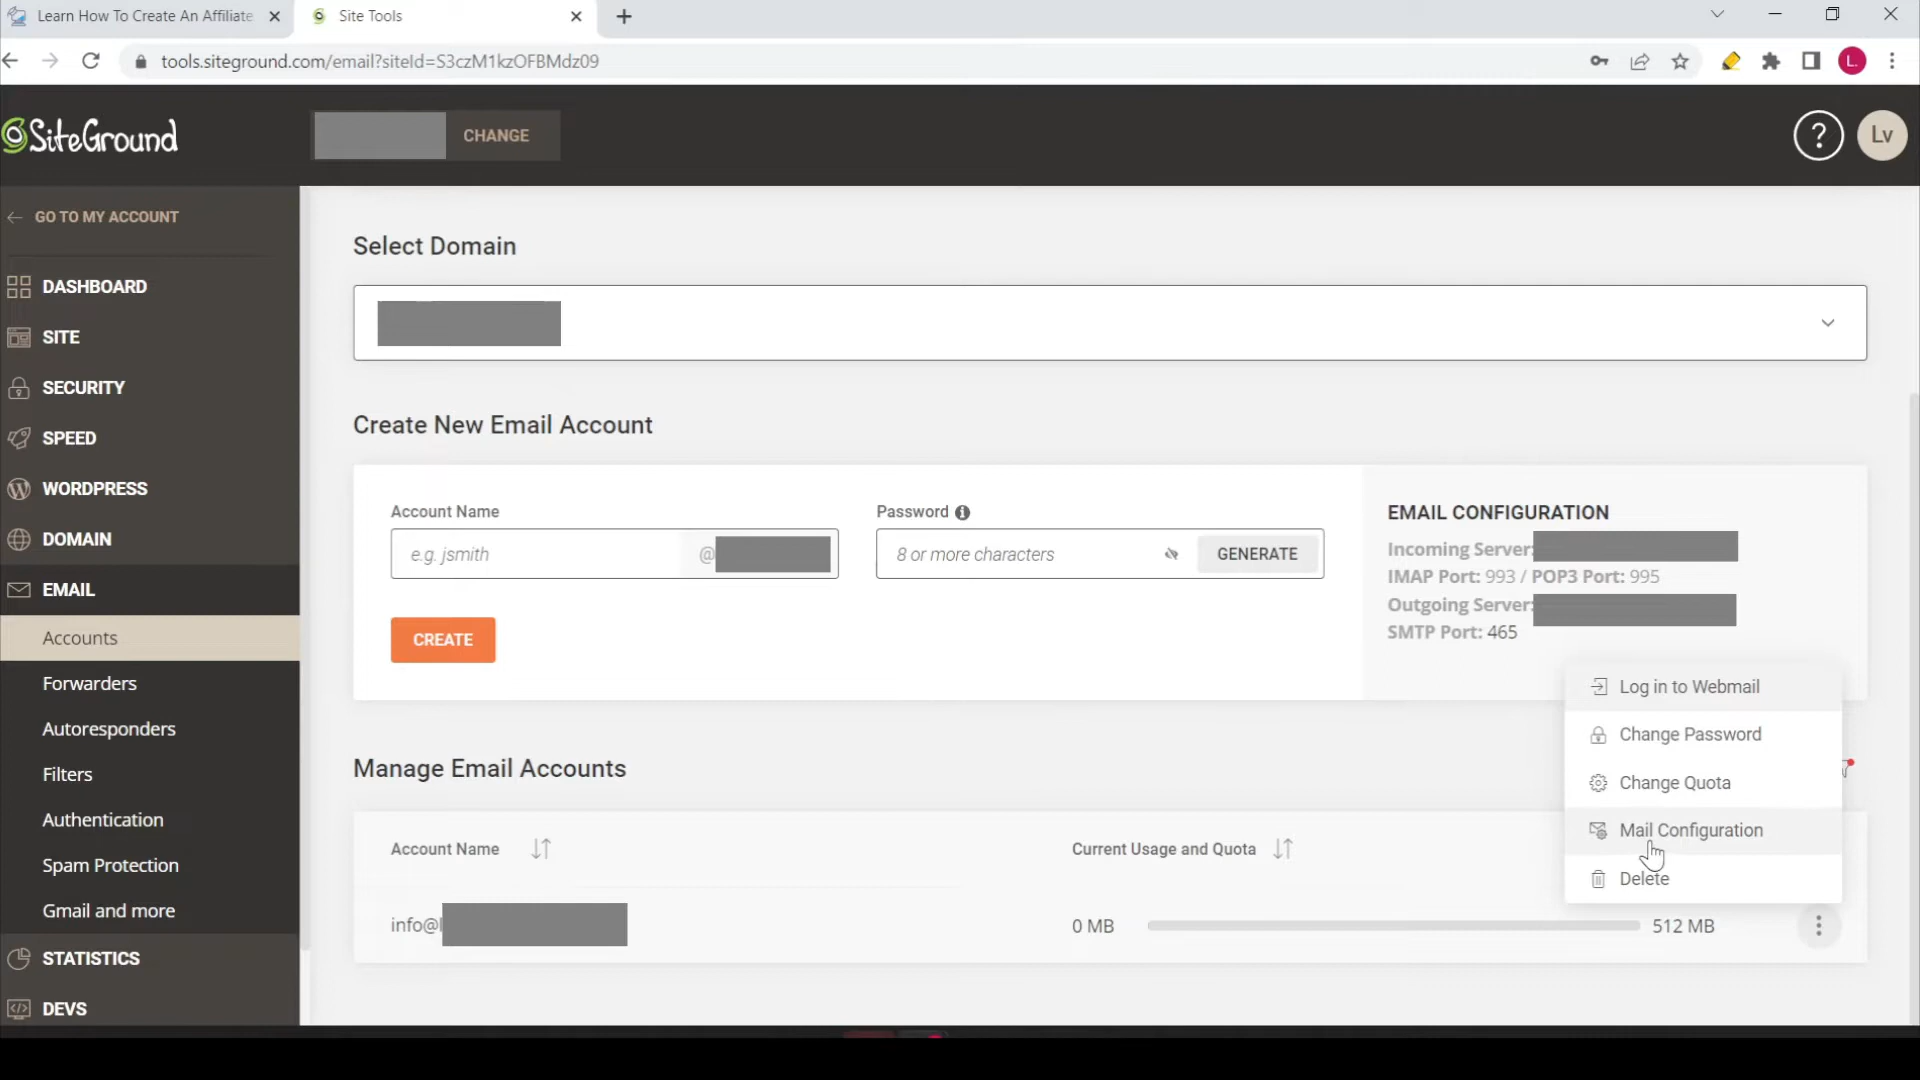 Learn How To Create An Affiliate
Site Tools
tools.siteground.com/email?siteId=S3czM1kzOFBMdz09
L.
SiteGround
CHANGE
?
Lv
GO TO MY ACCOUNT
DASHBOARD
SITE
SECURITY
SPEED
WORDPRESS
DOMAIN
EMAIL
Accounts
Forwarders
Autoresponders
Filters
Authentication
Spam Protection
Gmail and more
STATISTICS
DEVS
Select Domain
Create New Email Account
Account Name
e.g. jsmith
@
Password
8 or more characters
GENERATE
CREATE
EMAIL CONFIGURATION
Incoming Server:
IMAP Port: 993 / POP3 Port: 995
Outgoing Server:
SMTP Port: 465
Log in to Webmail
Change Password
Change Quota
Mail Configuration
Delete
Manage Email Accounts
Account Name
Current Usage and Quota
info@l
0 MB
512 MB